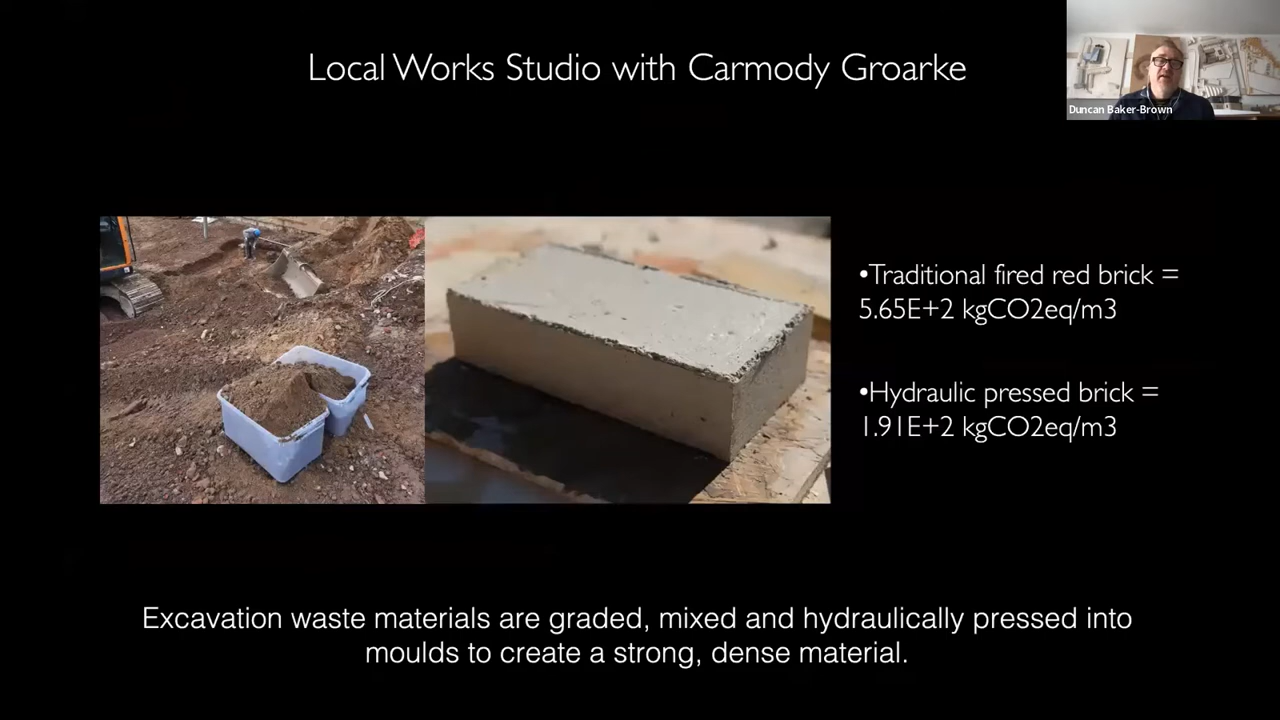 Local Works Studio with Carmody Groarke
Duncan Baker-Brown
•Traditional fired red brick =
5.65E+2 kgCO2eq/m3
•Hydraulic pressed brick =
1.91E+2 kgCO2eq/m3
Excavation waste materials are graded, mixed and hydraulically pressed into
moulds to create a strong, dense material.